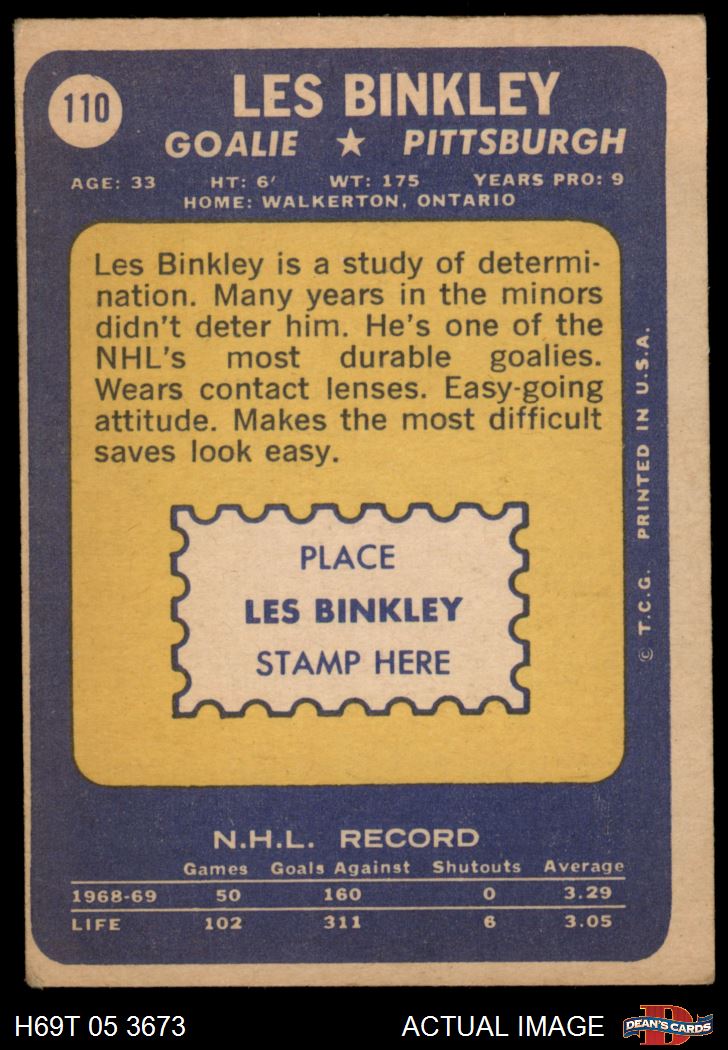 110
LES BINKLEY
GOALIE ★ PITTSBURGH
AGE: 33 HT: 6' WT: 175 YEARS PRO: 9
HOME: WALKERTON, ONTARIO
Les Binkley is a study of determi-
nation. Many years in the minors
didn't deter him. He's one of the
NHL's most durable goalies.
Wears contact lenses. Easy-going
attitude. Makes the most difficult
saves look easy.
PLACE
LES BINKLEY
STAMP HERE
© T.C.G. PRINTED IN U.S.A.
N.H.L. RECORD
Games Goals Against Shutouts Average
1968-69 50 160 0 3.29
LIFE 102 311 6 3.05
H69T 05 3673 ACTUAL IMAGE
D
DEAN'S CARDS